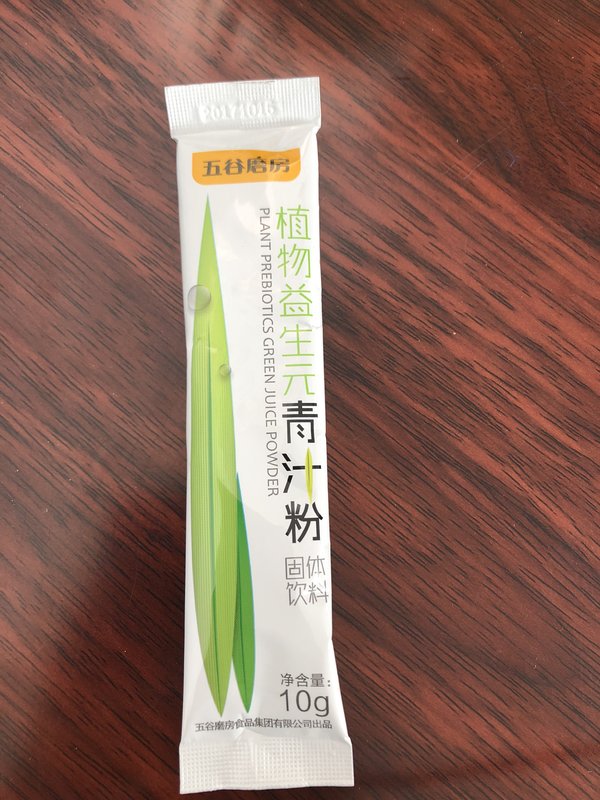 20171016
五谷磨房
植物益生元青汁粉
PLANT PREBIOTICS GREEN JUICE POWDER
固体
饮料
净含量:
10g
五谷磨房食品集团有限公司出品